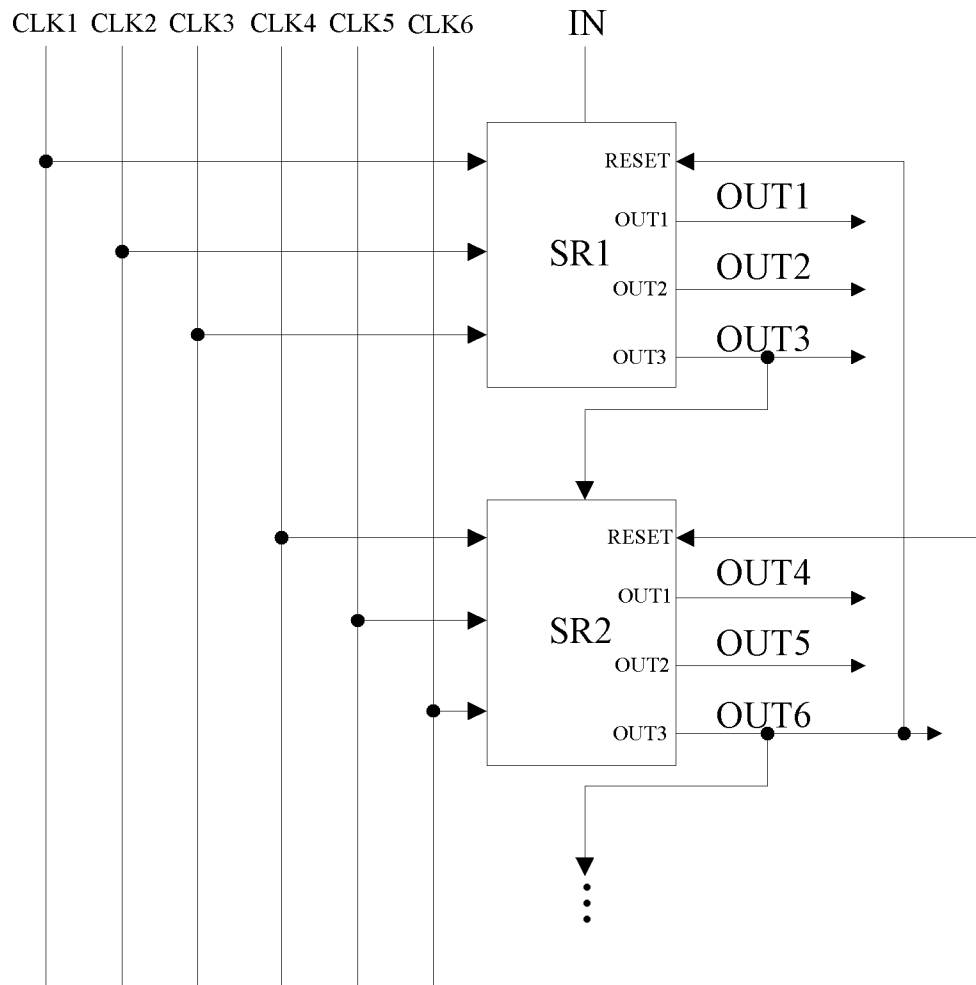 CLK1 CLK2 CLK3 CLK4 CLK5 CLK6 IN
RESET
OUT1
OUT1
SR1
OUT2
OUT2
OUT3
OUT3
RESET
OUT4
OUT1
SR2
OUT5
OUT2
OUT6
OUT3